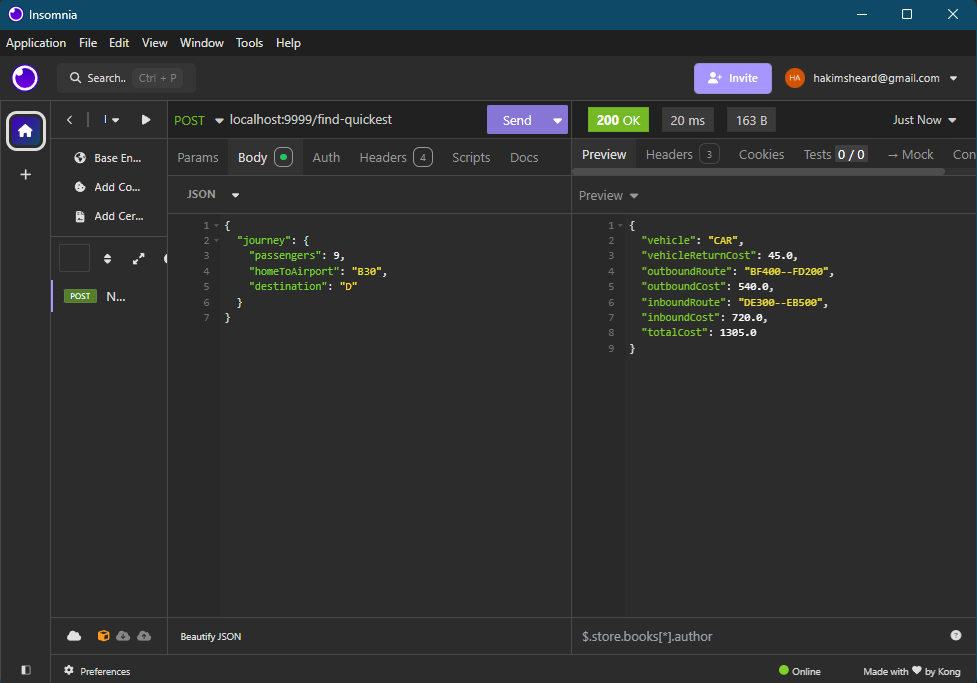 Insomnia
Application File Edit View Window Tools Help
Search.. Ctrl + P
Invite
HA hakimsheard@gmail.com
I
POST localhost:9999/find-quickest
Send
200 OK
20 ms
163 B
Just Now
Base En...
Add Co...
Add Cer...
POST N...
Params Body Auth Headers 4 Scripts Docs
JSON
1 {
2 "journey": {
3 "passengers": 9,
4 "homeToAirport": "B30",
5 "destination": "D"
6 }
7 }
Preview Headers 3 Cookies Tests 0 / 0 → Mock Con
Preview
1 {
2 "vehicle": "CAR",
3 "vehicleReturnCost": 45.0,
4 "outboundRoute": "BF400--FD200",
5 "outboundCost": 540.0,
6 "inboundRoute": "DE300--EB500",
7 "inboundCost": 720.0,
8 "totalCost": 1305.0
9 }
Beautify JSON
$.store.books[*].author
Preferences
Online
Made with ❤ by Kong